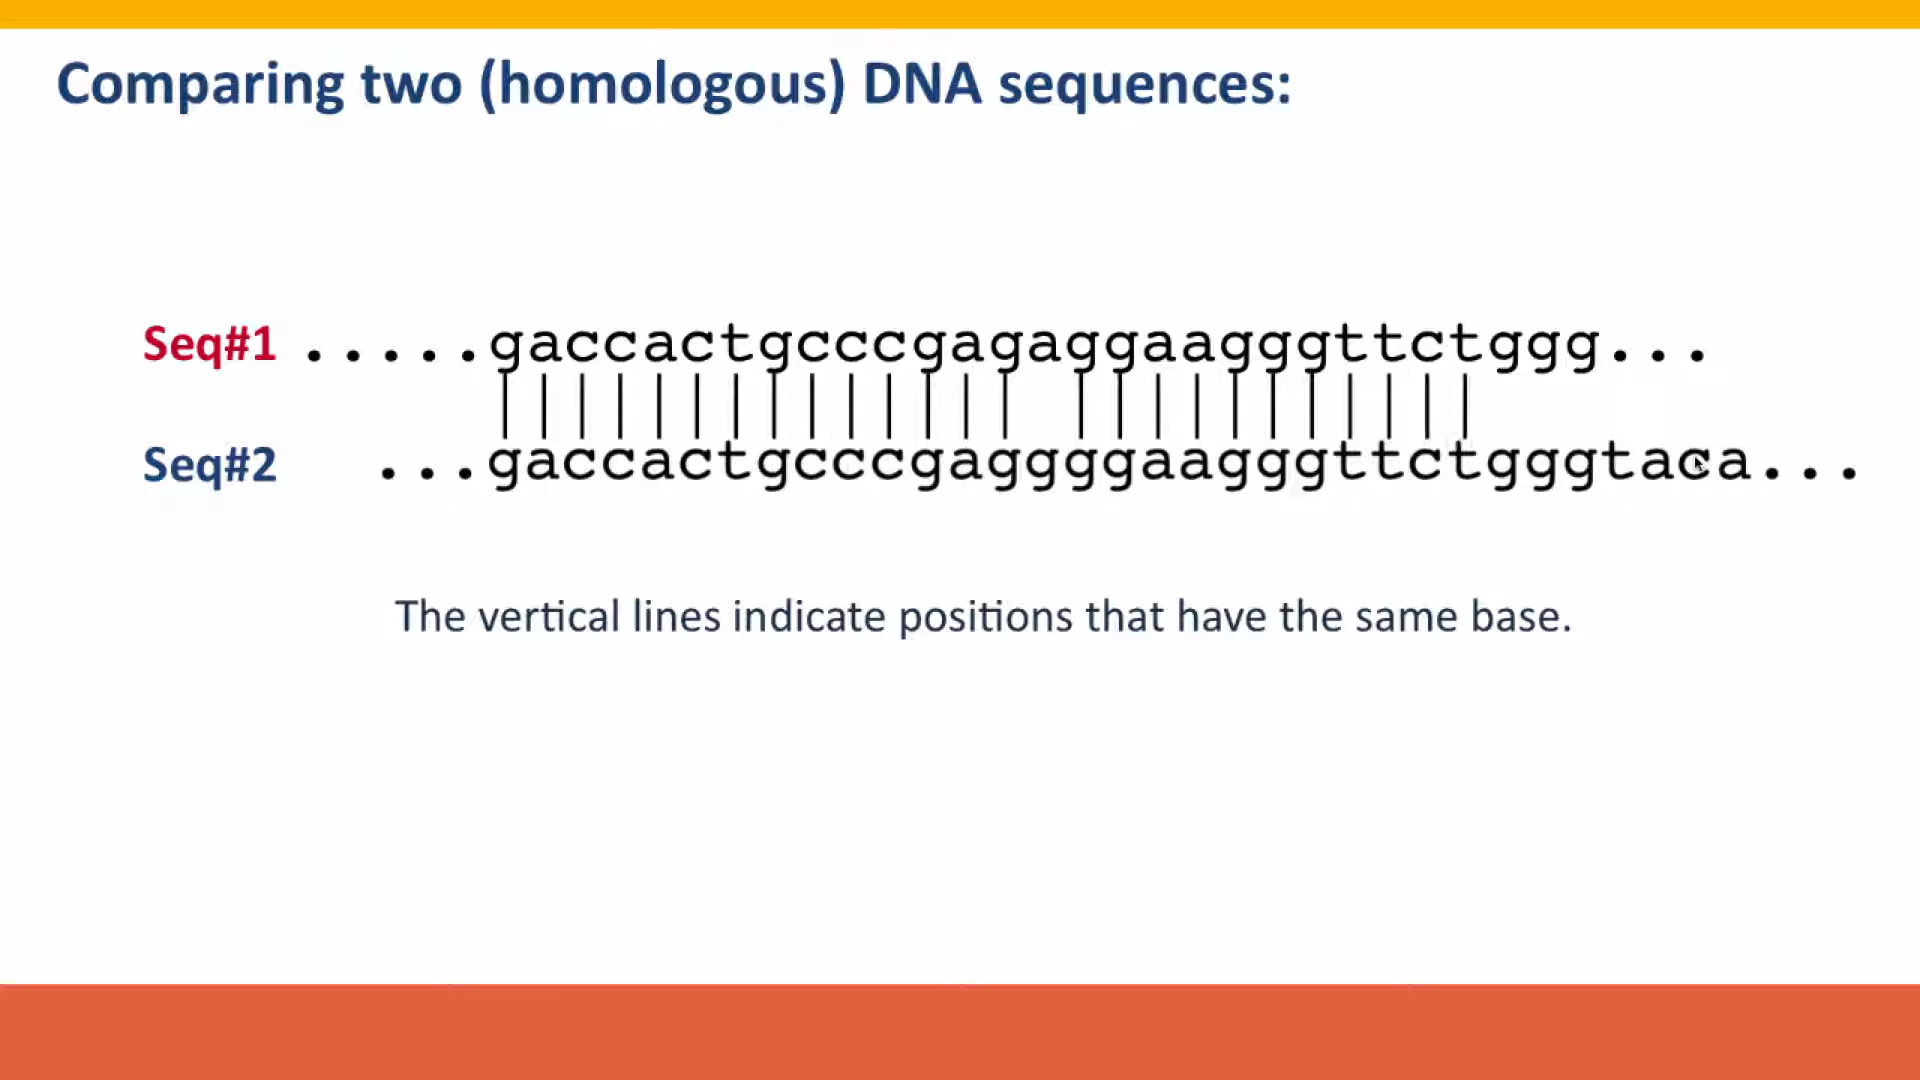 Comparing two (homologous) DNA sequences:
Seq#1 .....gaccactgcccgagaggaagggttctggg...
|||||||||||||| |||||||||||
Seq#2 ...gaccactgcccgaggggaagggttctgggtaca...
The vertical lines indicate positions that have the same base.